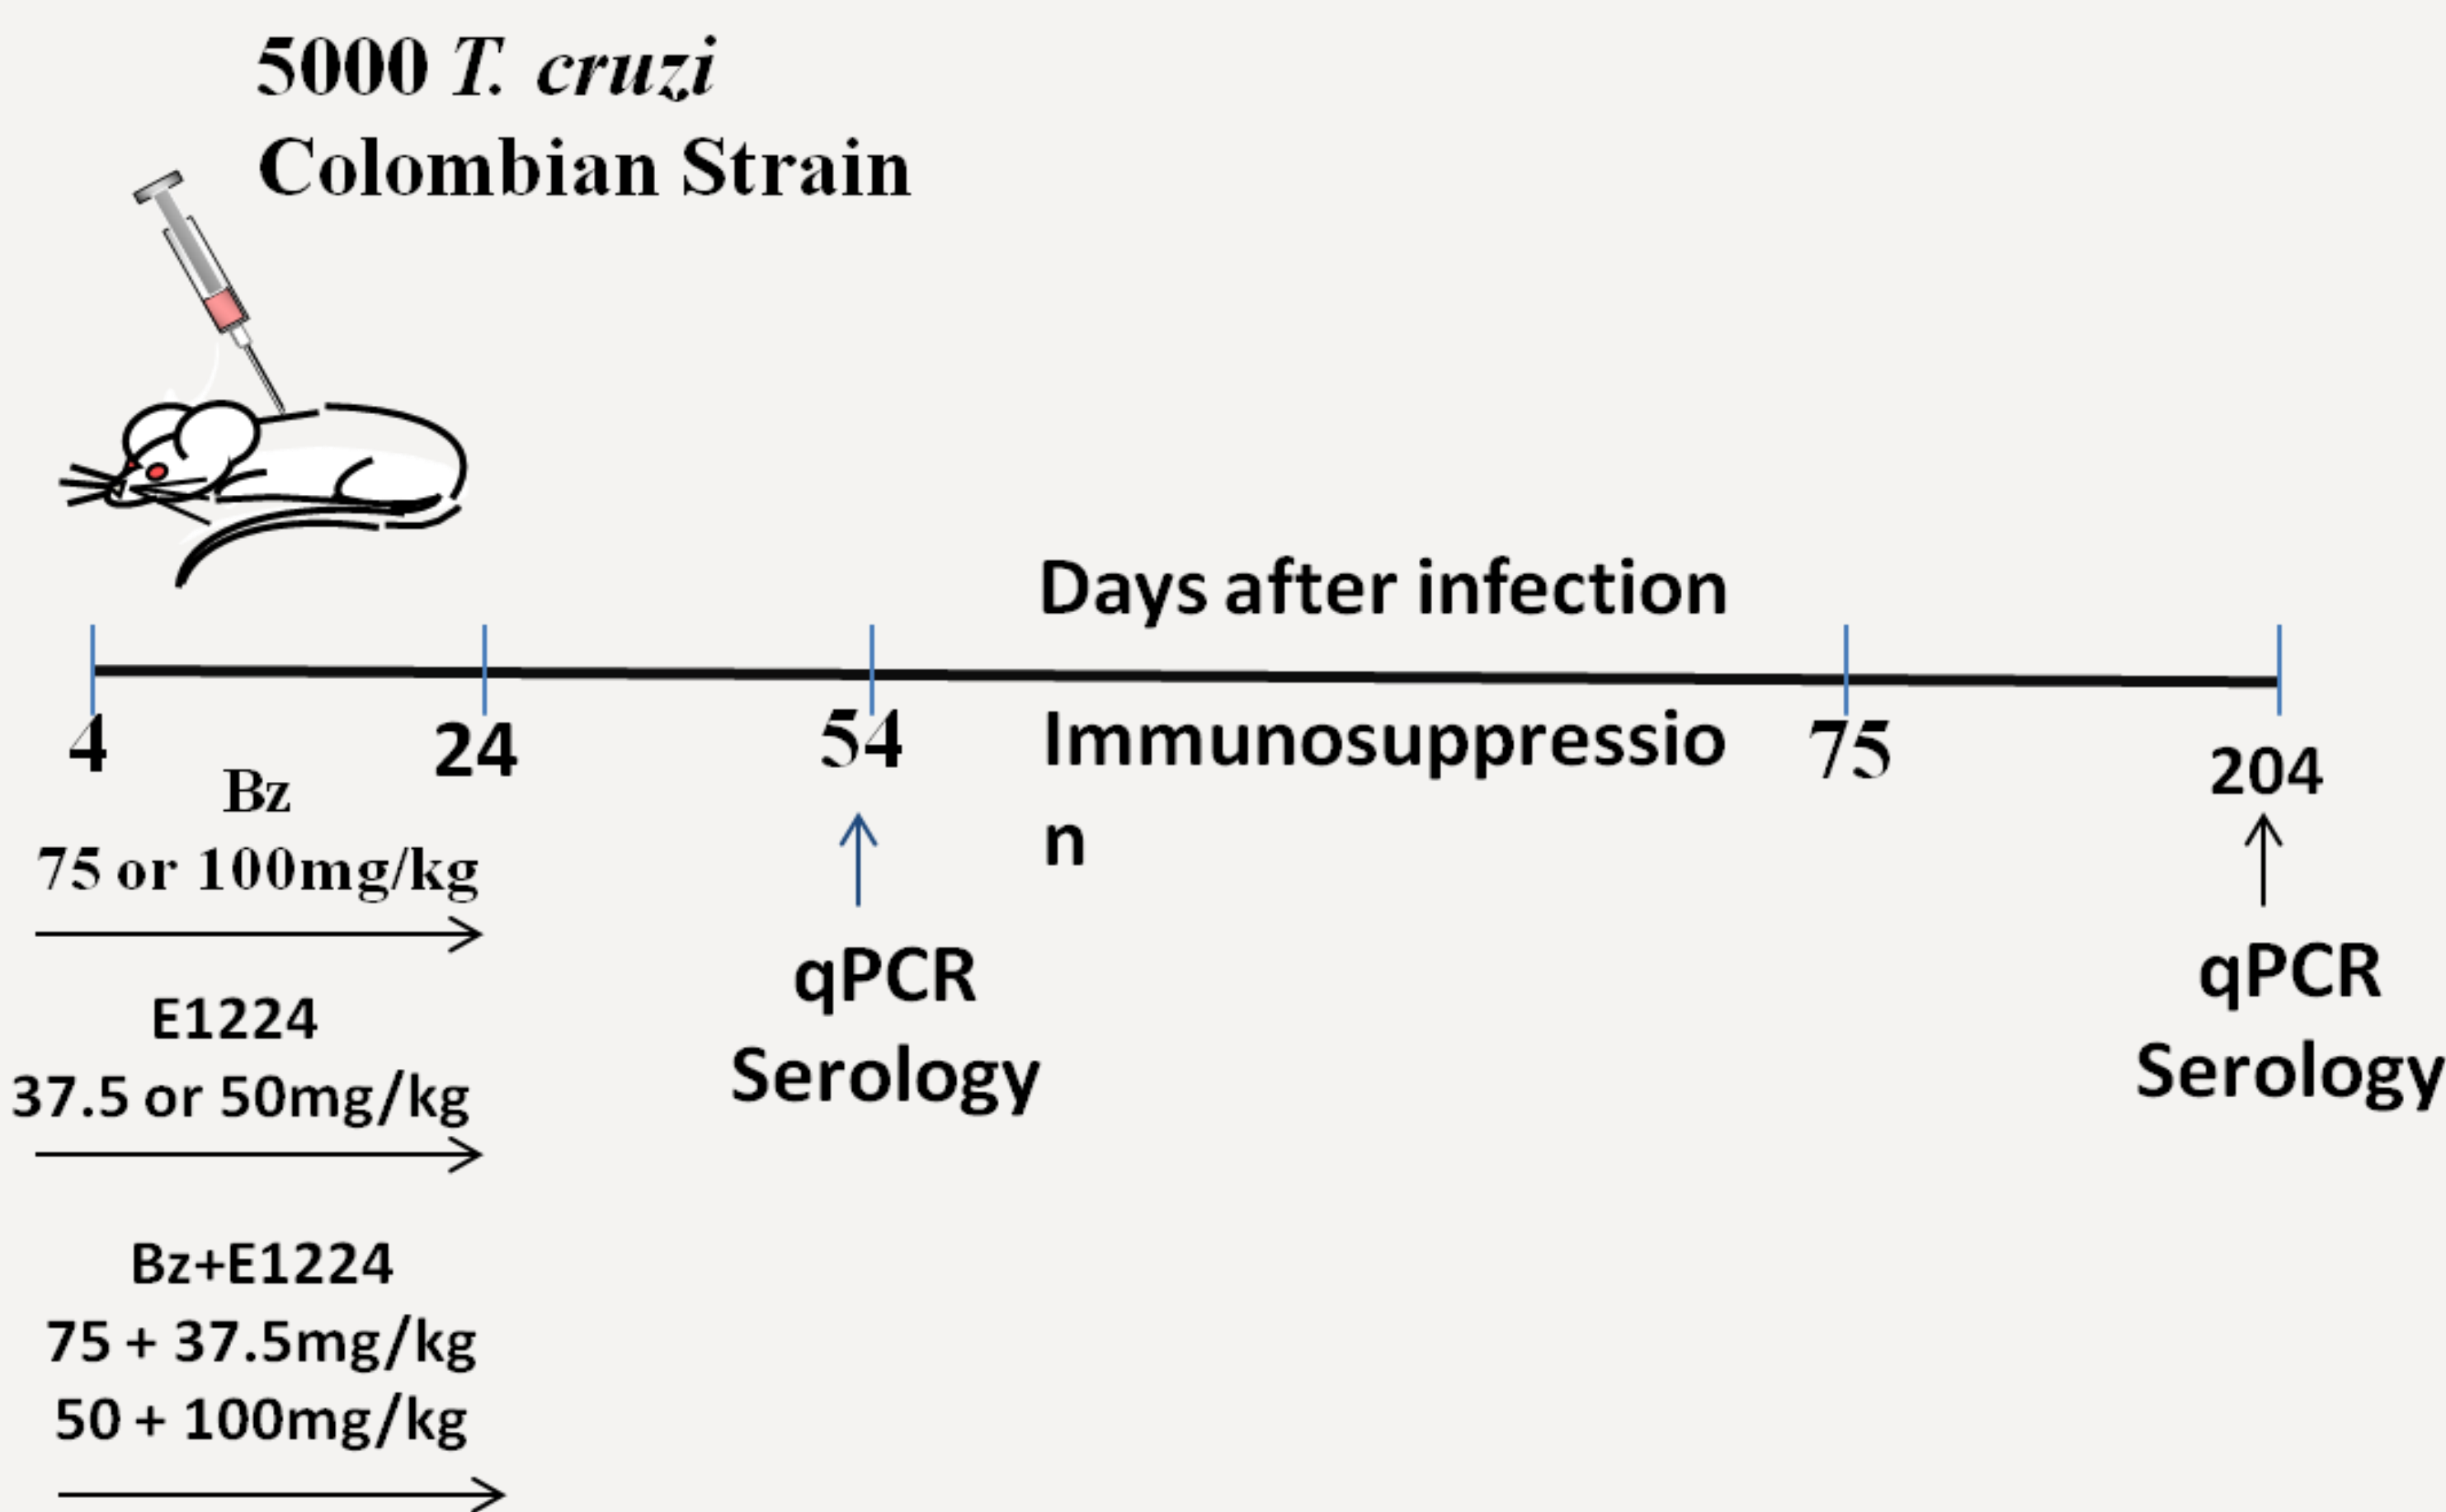 5000 T. cruzi
Colombian Strain
Days after infection
4
24
54
Immunosuppressio
n
75
204
Bz
75 or 100mg/kg
E1224
37.5 or 50mg/kg
Bz+E1224
75 + 37.5mg/kg
50 + 100mg/kg
qPCR
Serology
qPCR
Serology